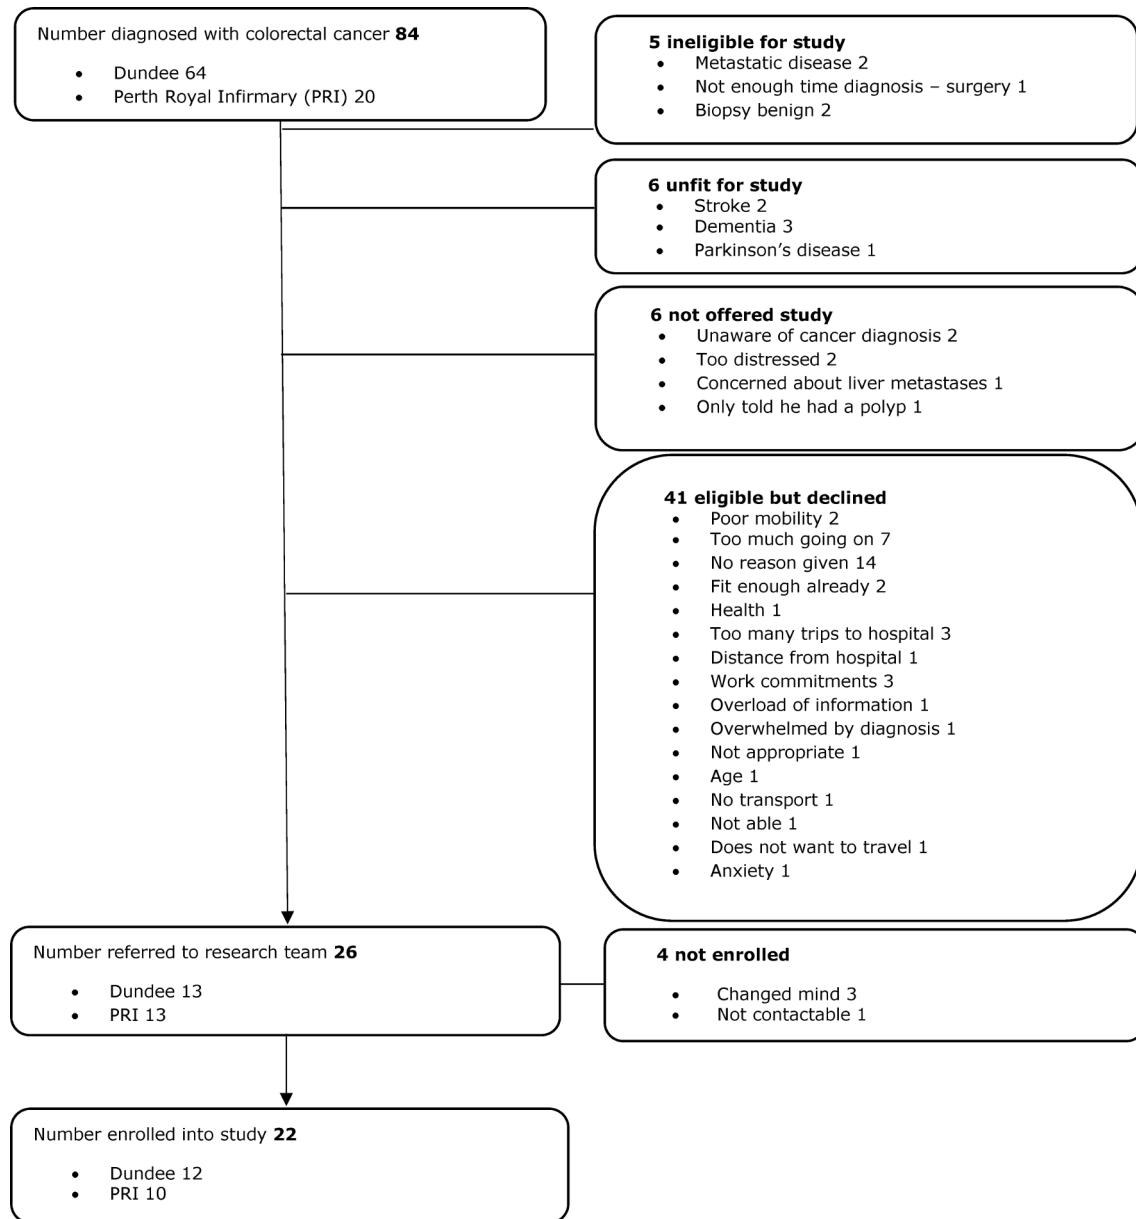 Number diagnosed with colorectal cancer 84
• Dundee 64
• Perth Royal Infirmary (PRI) 20
5 ineligible for study
• Metastatic disease 2
• Not enough time diagnosis – surgery 1
• Biopsy benign 2
6 unfit for study
• Stroke 2
• Dementia 3
• Parkinson's disease 1
6 not offered study
• Unaware of cancer diagnosis 2
• Too distressed 2
• Concerned about liver metastases 1
• Only told he had a polyp 1
41 eligible but declined
• Poor mobility 2
• Too much going on 7
• No reason given 14
• Fit enough already 2
• Health 1
• Too many trips to hospital 3
• Distance from hospital 1
• Work commitments 3
• Overload of information 1
• Overwhelmed by diagnosis 1
• Not appropriate 1
• Age 1
• No transport 1
• Not able 1
• Does not want to travel 1
• Anxiety 1
Number referred to research team 26
• Dundee 13
• PRI 13
4 not enrolled
• Changed mind 3
• Not contactable 1
Number enrolled into study 22
• Dundee 12
• PRI 10